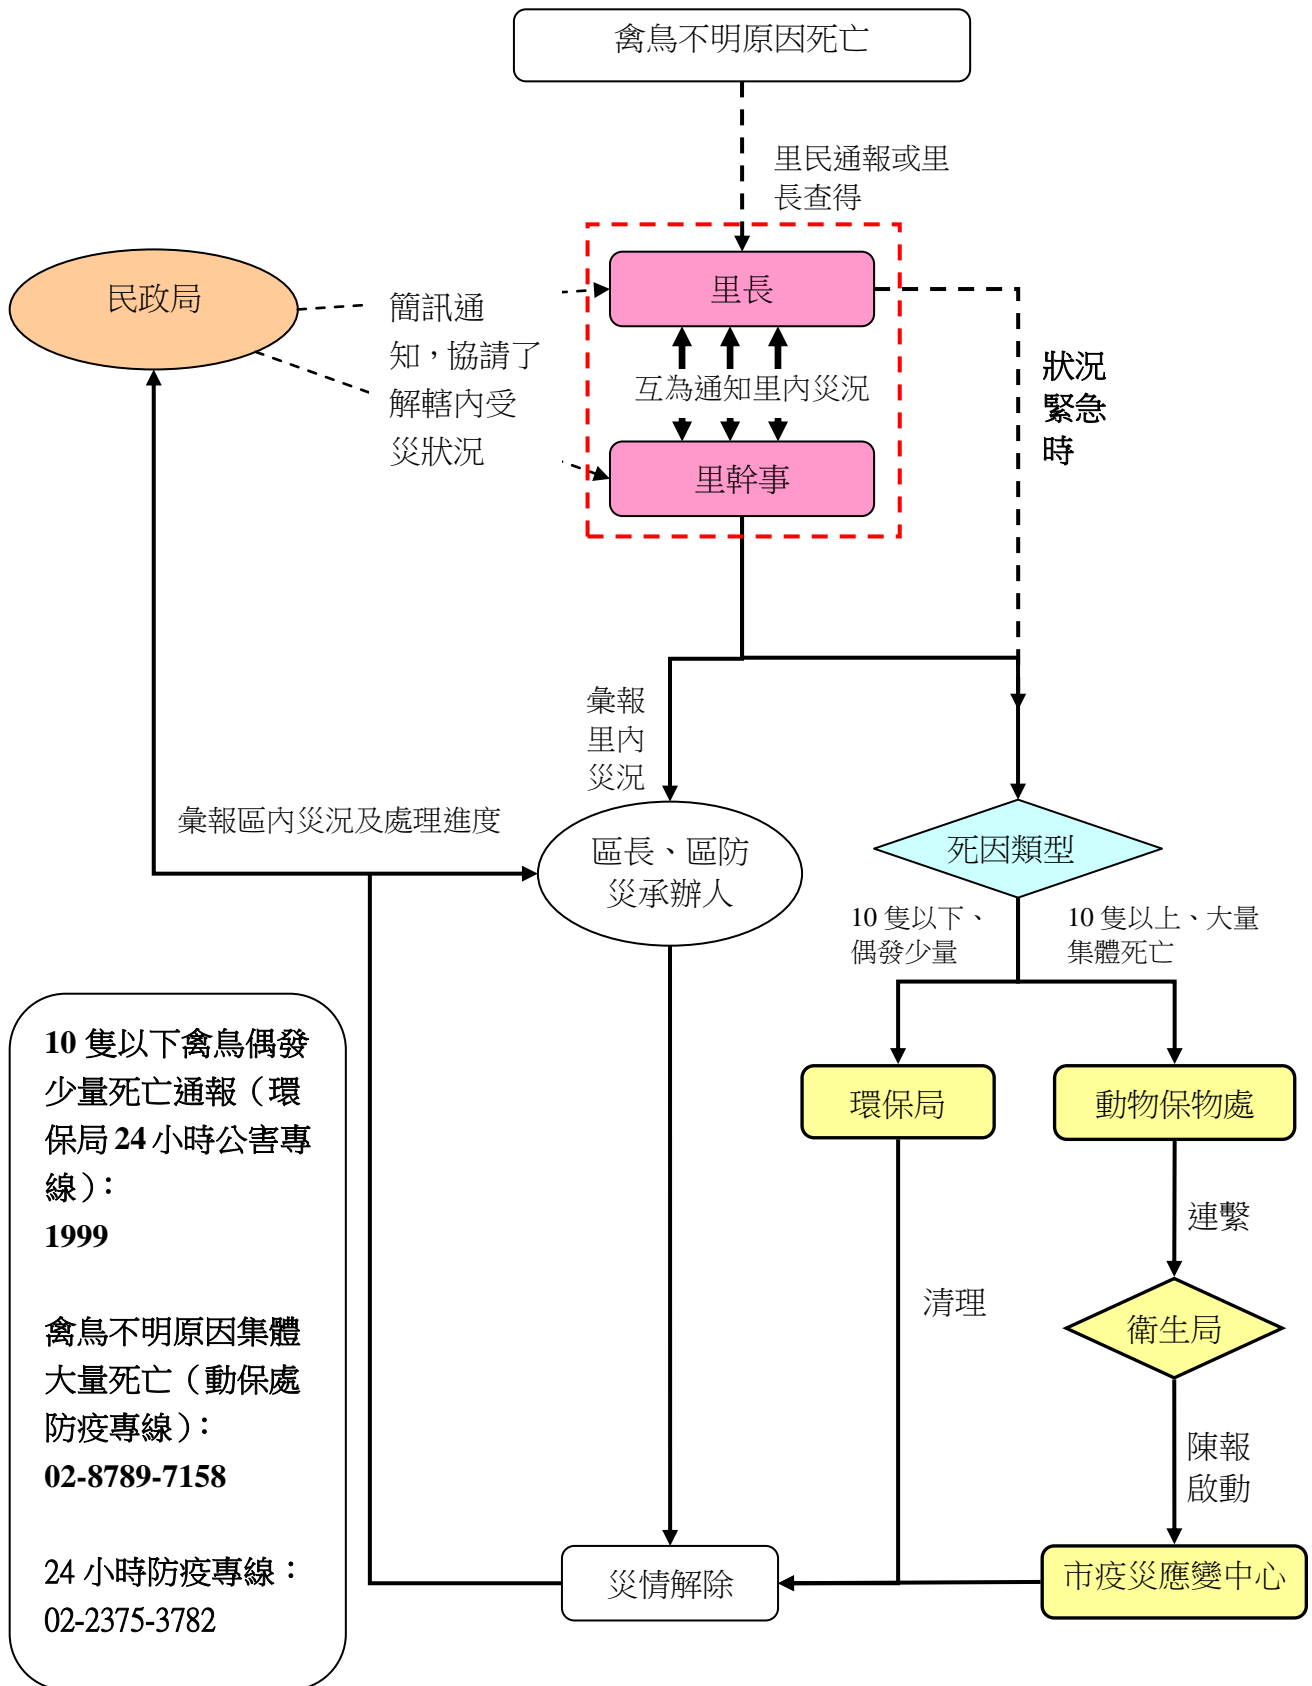 禽鳥不明原因死亡
里民通報或里
長查得
民政局
簡訊通
知，協請了
解轄內受
災狀況
里長
互為通知里內災況
里幹事
狀況
緊急
時
彙報
里內
災況
彙報區內災況及處理進度
區長、區防
災承辦人
死因類型
10 隻以下、
偶發少量
10 隻以上、大量
集體死亡
環保局
動物保物處
連繫
清理
衛生局
陳報
啟動
市疫災應變中心
災情解除
10 隻以下禽鳥偶發
少量死亡通報（環
保局 24 小時公害專
線）：
1999
禽鳥不明原因集體
大量死亡（動保處
防疫專線）：
02-8789-7158
24 小時防疫專線：
02-2375-3782